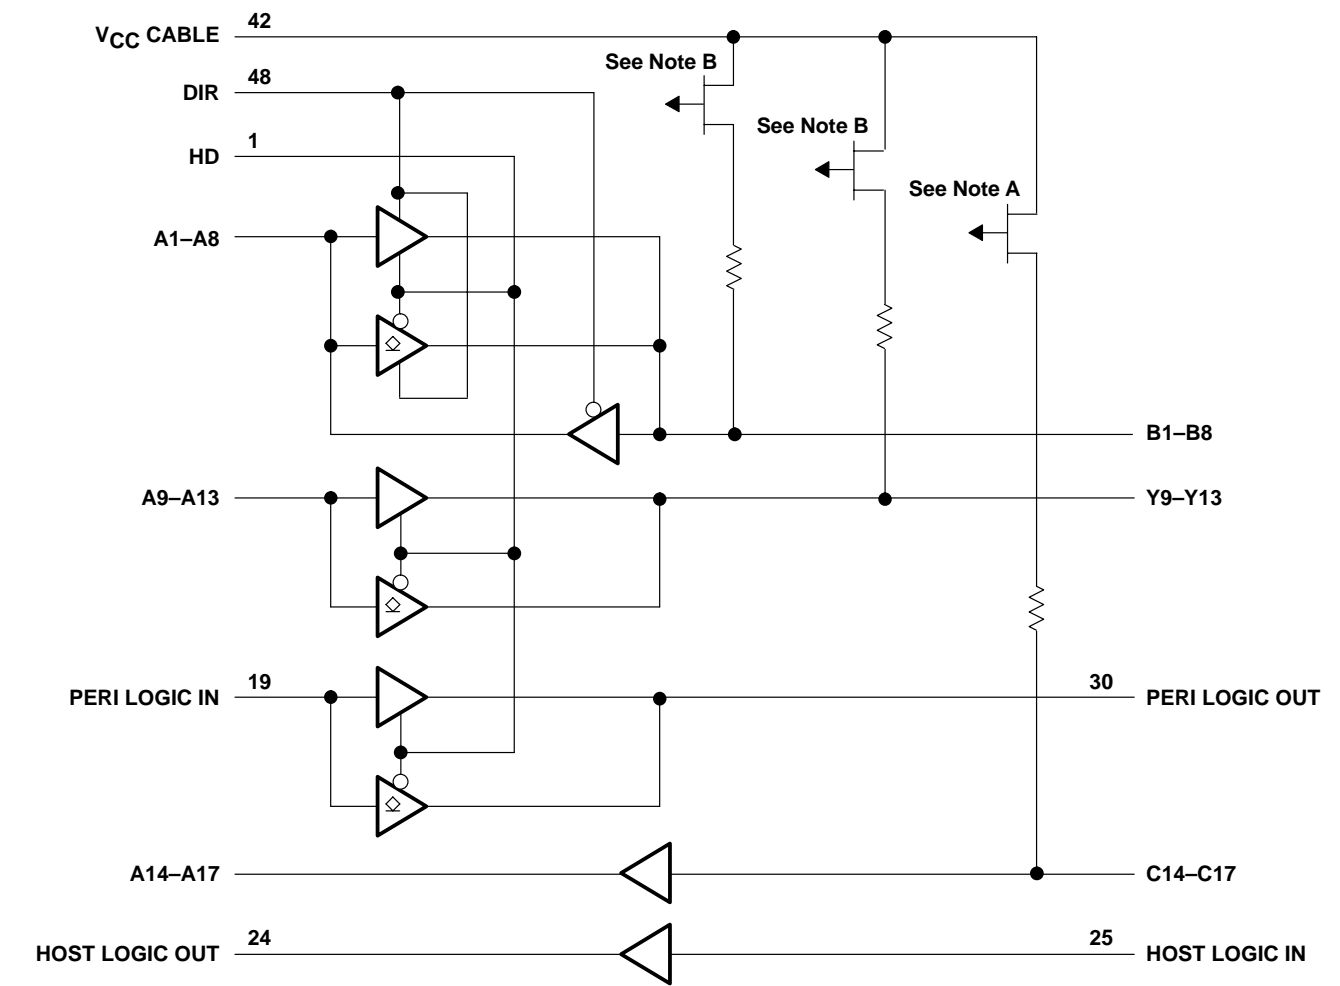 VCC CABLE 42
See Note B
DIR 48
See Note B
HD 1
See Note A
A1–A8
B1–B8
A9–A13
Y9–Y13
PERI LOGIC IN 19
30 PERI LOGIC OUT
A14–A17
C14–C17
HOST LOGIC OUT 24
25 HOST LOGIC IN